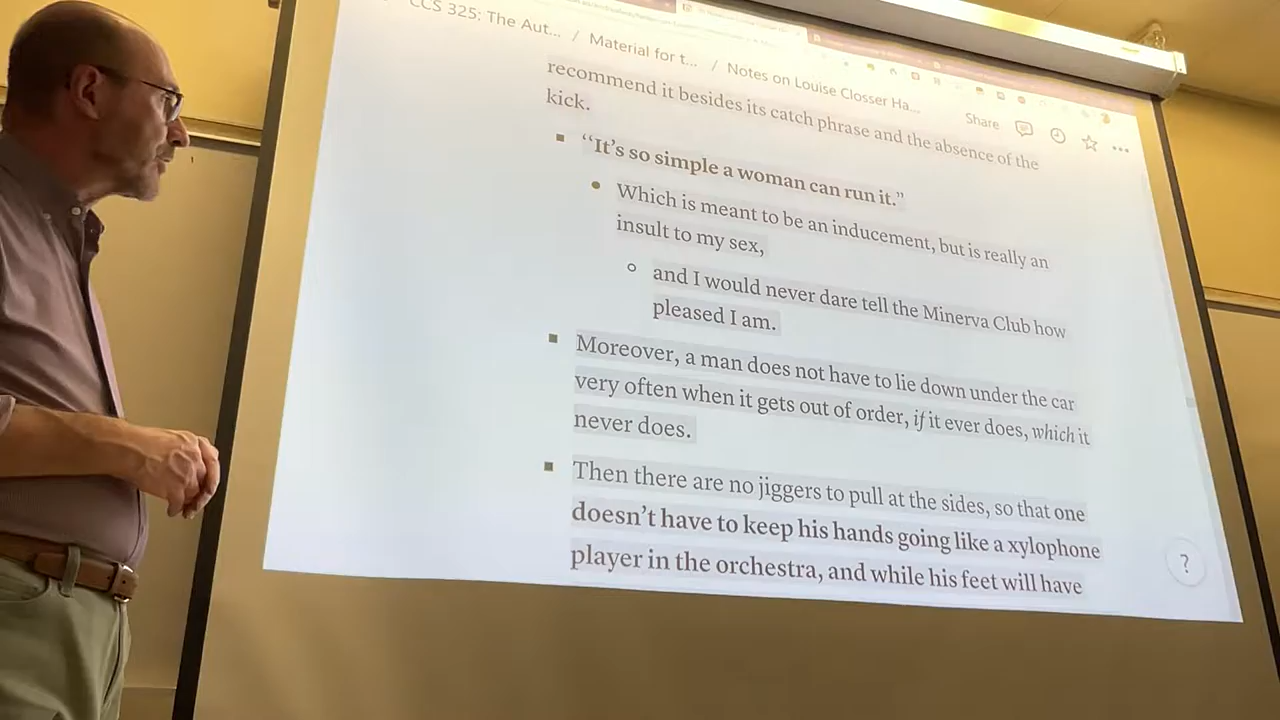 CCS 325: The Aut... / Material for t... / Notes on Louise Closser Ha...
Share
recommend it besides its catch phrase and the absence of the
kick.
“It’s so simple a woman can run it.”
Which is meant to be an inducement, but is really an
insult to my sex,
and I would never dare tell the Minerva Club how
pleased I am.
Moreover, a man does not have to lie down under the car
very often when it gets out of order, if it ever does, which it
never does.
Then there are no jiggers to pull at the sides, so that one
doesn’t have to keep his hands going like a xylophone
player in the orchestra, and while his feet will have
?